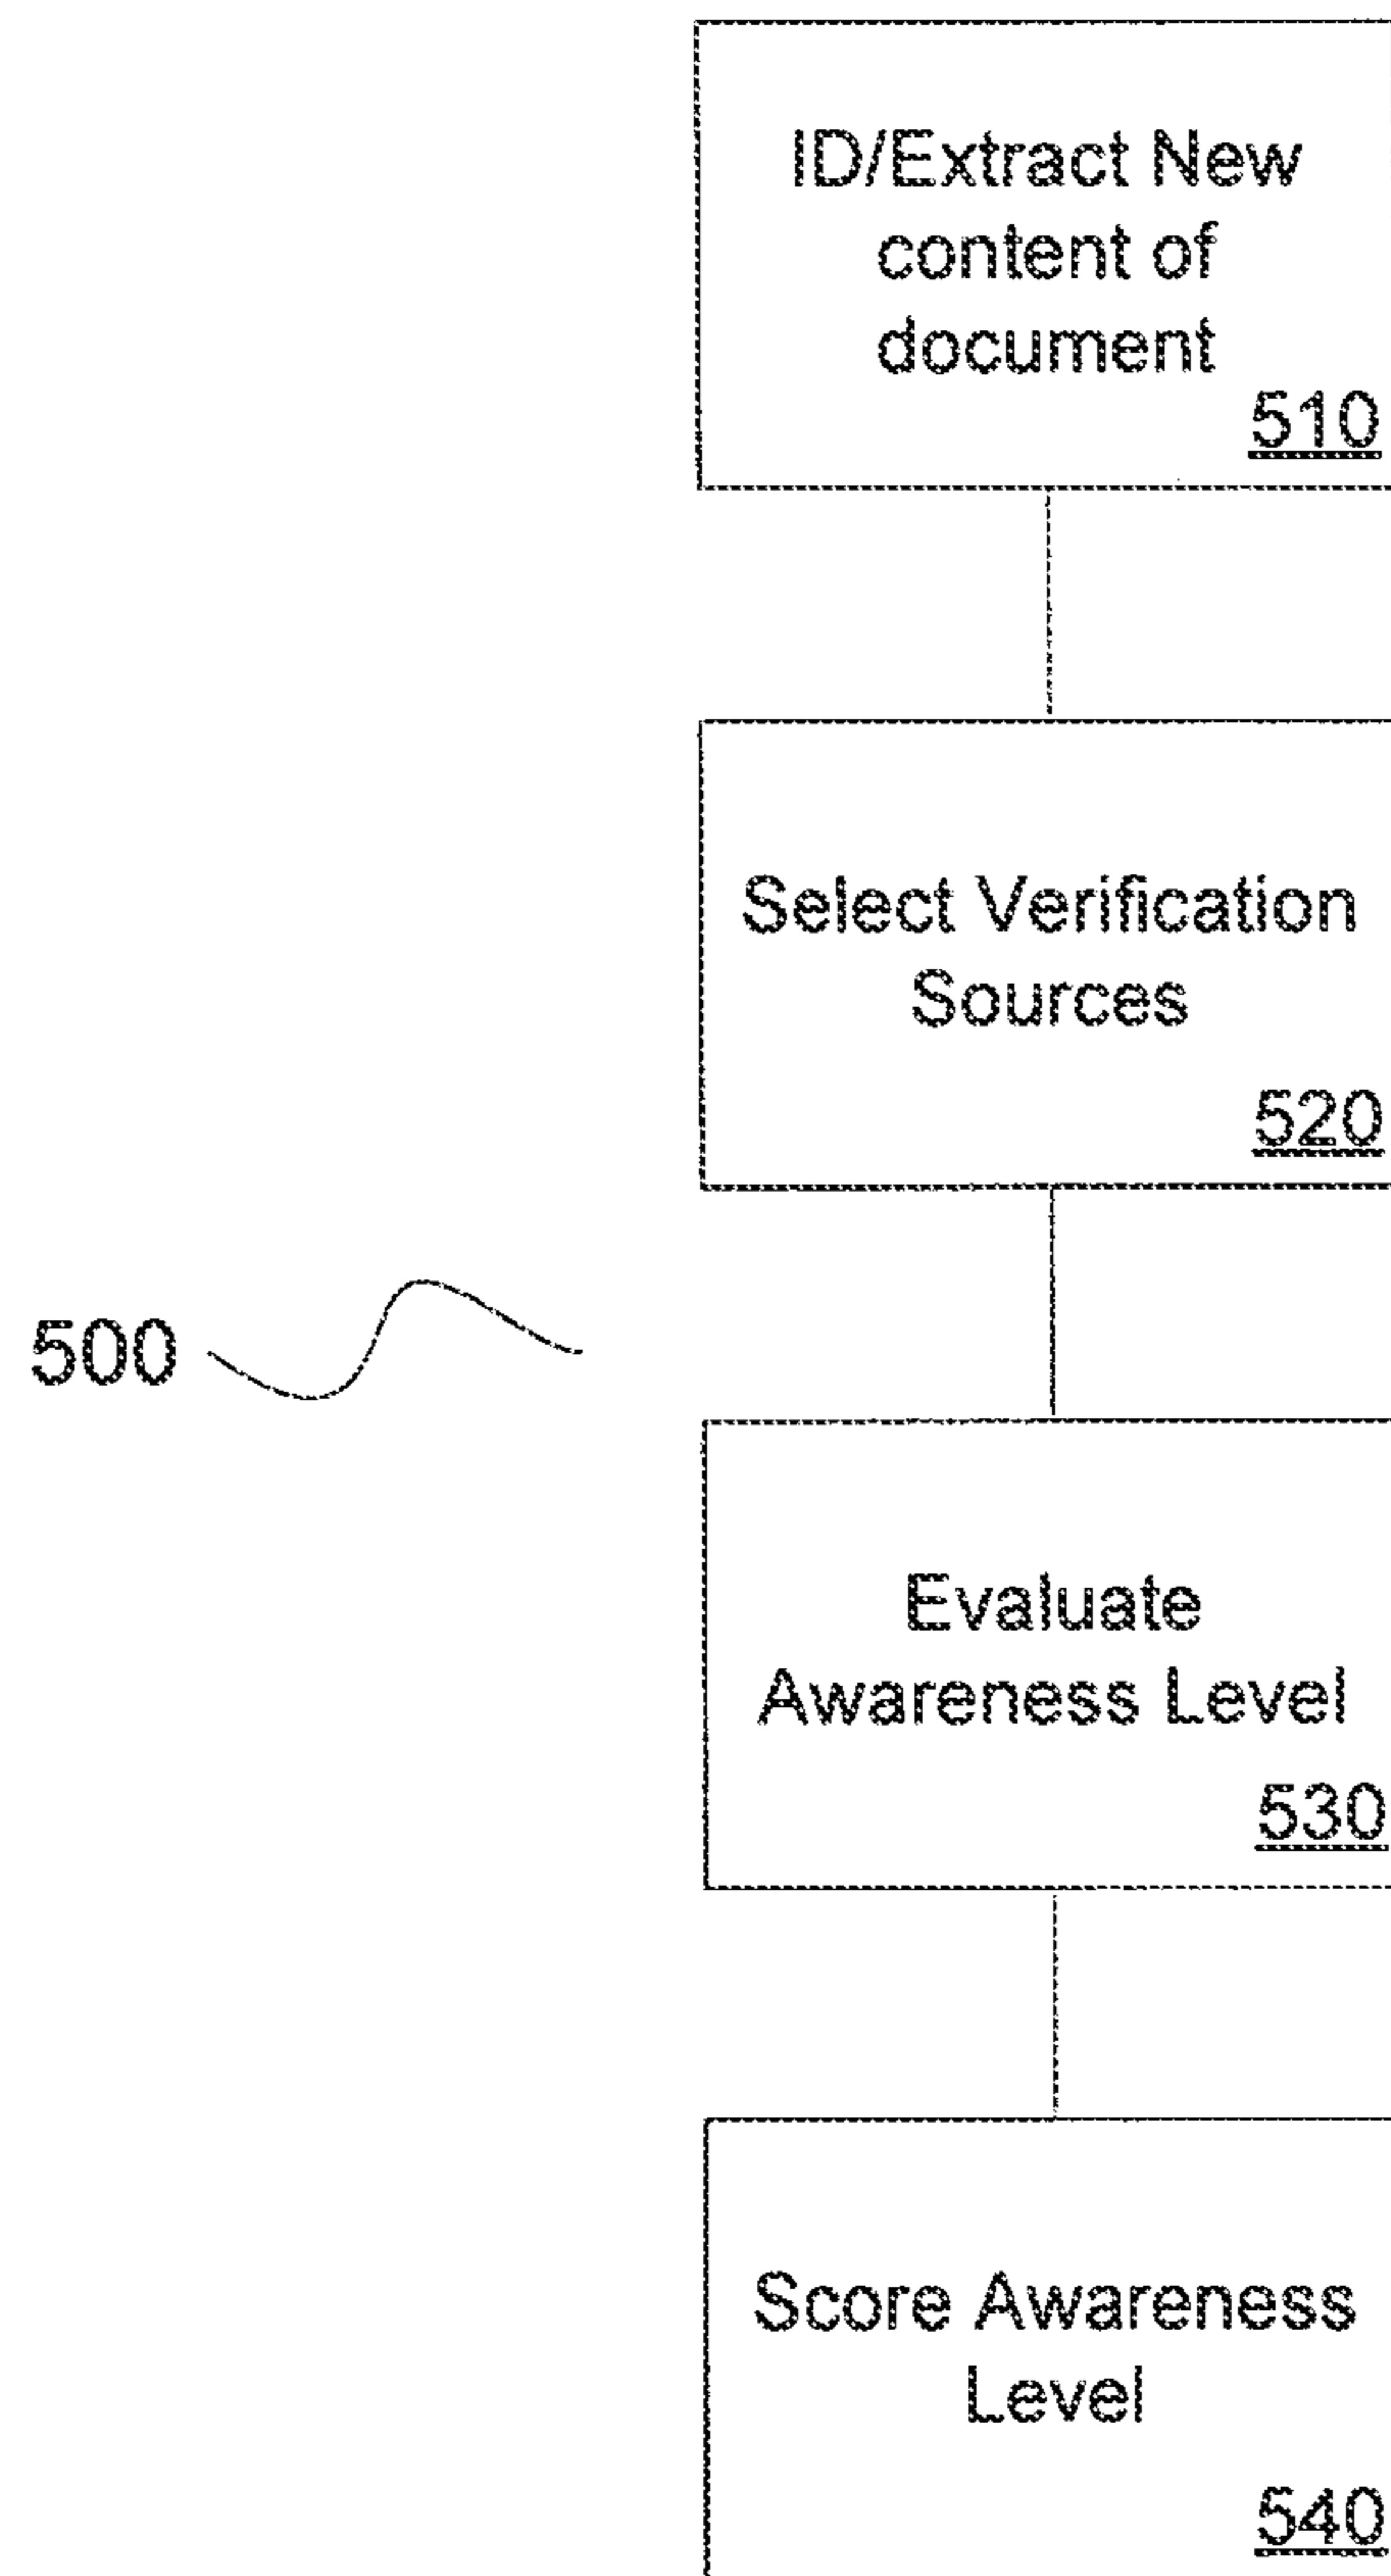 ID/Extract New
content of
document
510
Select Verification
Sources
520
500
Evaluate
Awareness Level
530
Score Awareness
Level
540